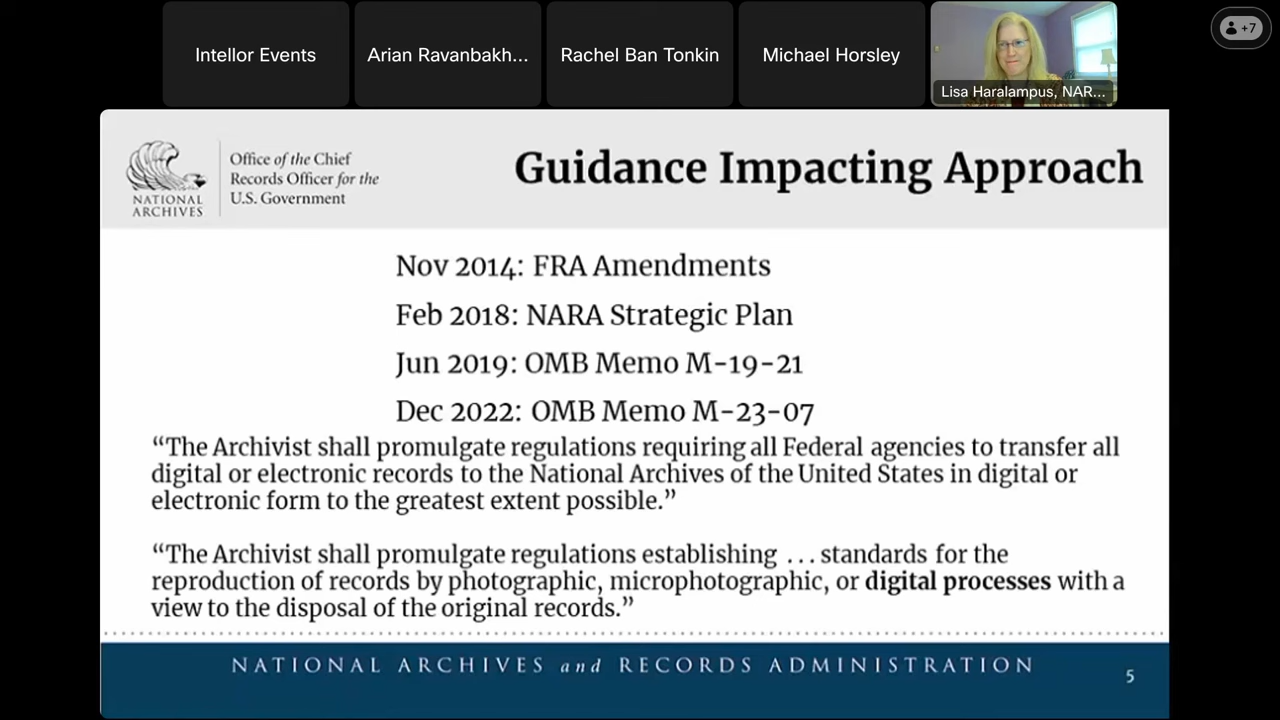 Intellor Events
Arian Ravanbakh...
Rachel Ban Tonkin
Michael Horsley
Lisa Haralampus, NAR...
+7
Office of the Chief
Records Officer for the
U.S. Government
NATIONAL
ARCHIVES
Guidance Impacting Approach
Nov 2014: FRA Amendments
Feb 2018: NARA Strategic Plan
Jun 2019: OMB Memo M-19-21
Dec 2022: OMB Memo M-23-07
“The Archivist shall promulgate regulations requiring all Federal agencies to transfer all
digital or electronic records to the National Archives of the United States in digital or
electronic form to the greatest extent possible.”
“The Archivist shall promulgate regulations establishing ... standards for the
reproduction of records by photographic, microphotographic, or digital processes with a
view to the disposal of the original records.”
NATIONAL ARCHIVES and RECORDS ADMINISTRATION
5